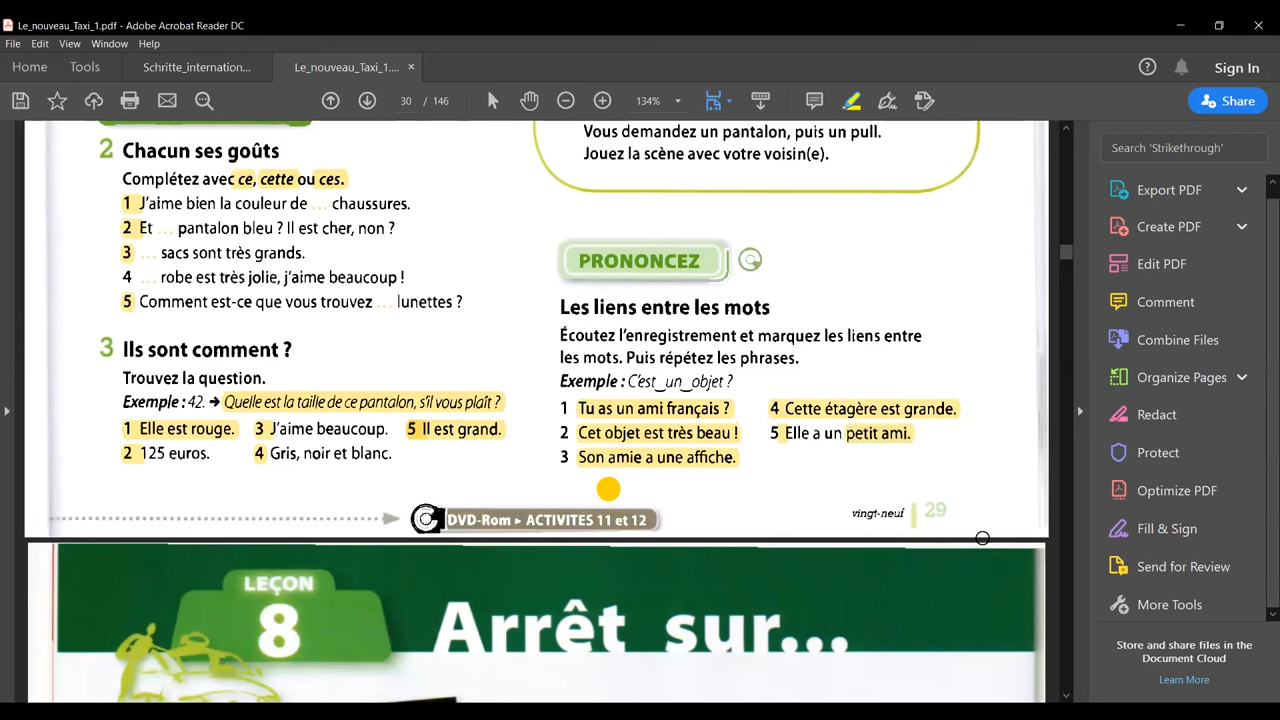 Le_nouveau_Taxi_1.pdf - Adobe Acrobat Reader DC
File Edit View Window Help
Home Tools Schritte_internation... Le_nouveau_Taxi_1....
Sign In
30 / 146
134%
Share
2 Chacun ses goûts
Complétez avec ce, cette ou ces.
1 J'aime bien la couleur de ... chaussures.
2 Et ... pantalon bleu ? Il est cher, non ?
3 ... sacs sont très grands.
4 ... robe est très jolie, j'aime beaucoup !
5 Comment est-ce que vous trouvez ... lunettes ?
3 Ils sont comment ?
Trouvez la question.
Exemple : 42. → Quelle est la taille de ce pantalon, s'il vous plaît ?
1 Elle est rouge. 3 J'aime beaucoup. 5 Il est grand.
2 125 euros. 4 Gris, noir et blanc.
Vous demandez un pantalon, puis un pull.
Jouez la scène avec votre voisin(e).
PRONONCEZ
Les liens entre les mots
Écoutez l'enregistrement et marquez les liens entre
les mots. Puis répétez les phrases.
Exemple : C'est_un_objet ?
1 Tu as un ami français ? 4 Cette étagère est grande.
2 Cet objet est très beau ! 5 Elle a un petit ami.
3 Son amie a une affiche.
DVD-Rom ▸ ACTIVITES 11 et 12
vingt-neuf 29
LEÇON
8
Arrêt sur...
Search 'Strikethrough'
Export PDF
Create PDF
Edit PDF
Comment
Combine Files
Organize Pages
Redact
Protect
Optimize PDF
Fill & Sign
Send for Review
More Tools
Store and share files in the
Document Cloud
Learn More